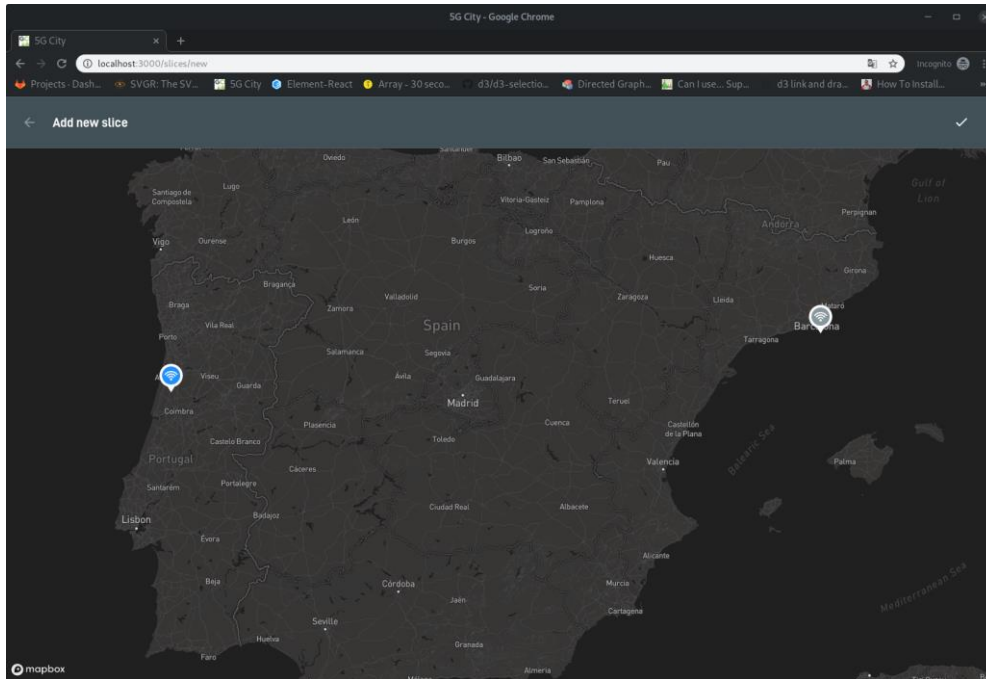 5G City - Google Chrome
5G City
localhost:3000/slices/new
Incognito
Projects - Dash...
SVGR: The SV...
5G City
Element-React
Array - 30 seco...
d3/d3-selectio...
Directed Graph...
Can I use... Sup...
d3 link and dra...
How To Install...
Add new slice
Oviedo
Santander
Bilbao
San Sebastián
Pau
Gulf of
Lion
Santiago de
Compostela
Lugo
Vitoria-Gasteiz
Pamplona
León
Perpignan
Andorra
Logroño
Vigo
Ourense
Burgos
Huesca
Girona
Bragança
Soria
Zaragoza
Lleida
Valladolid
Braga
Zamora
Mataró
Vila Real
Spain
Porto
Tarragona
Salamanca
Segovia
Viseu
Ávila
Guadalajara
Guarda
Madrid
Teruel
Coimbra
Plasencia
Cuenca
Castellón
de la Plana
Castelo Branco
Toledo
Balearic Sea
Portugal
Cáceres
Valencia
Palma
Santarém
Portalegre
Ciudad Real
Albacete
Lisbon
Badajoz
Évora
Alicante
Beja
Córdoba
Murcia
Mediterranean Sea
Jaén
Cartagena
Seville
Huelva
Granada
Faro
Almeria
mapbox